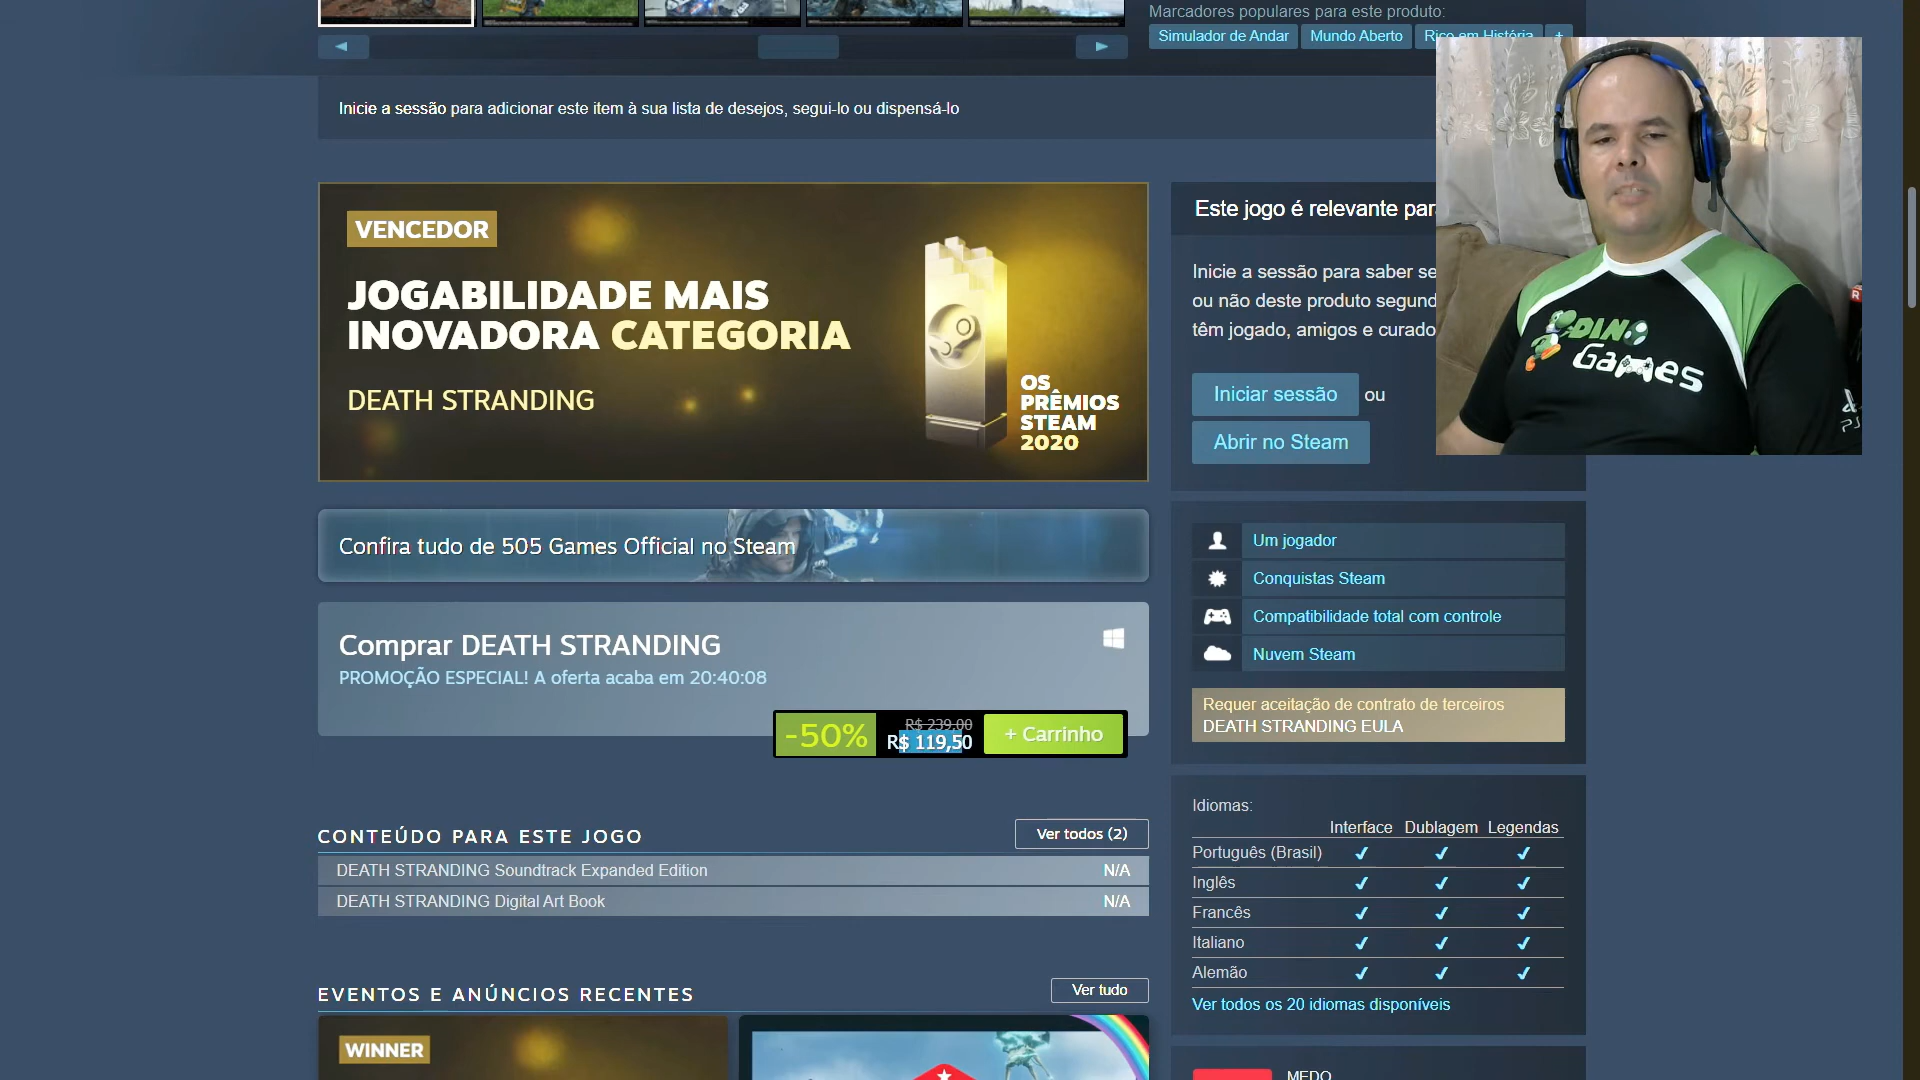 Marcadores populares para este produto:
Simulador de Andar
Mundo Aberto
Rico em História
+
Inicie a sessão para adicionar este item à sua lista de desejos, segui-lo ou dispensá-lo
VENCEDOR
JOGABILIDADE MAIS
INOVADORA CATEGORIA
DEATH STRANDING
OS
PRÊMIOS
STEAM
2020
Este jogo é relevante par
Inicie a sessão para saber se
ou não deste produto segund
têm jogado, amigos e curado
Iniciar sessão ou
Abrir no Steam
DINO
GAMES
Confira tudo de 505 Games Official no Steam
Comprar DEATH STRANDING
PROMOÇÃO ESPECIAL! A oferta acaba em 20:40:08
-50%
R$ 239,00
R$ 119,50
+ Carrinho
Um jogador
Conquistas Steam
Compatibilidade total com controle
Nuvem Steam
Requer aceitação de contrato de terceiros
DEATH STRANDING EULA
CONTEÚDO PARA ESTE JOGO
Ver todos (2)
DEATH STRANDING Soundtrack Expanded Edition N/A
DEATH STRANDING Digital Art Book N/A
Idiomas:
Interface Dublagem Legendas
Português (Brasil) ✔ ✔ ✔
Inglês ✔ ✔ ✔
Francês ✔ ✔ ✔
Italiano ✔ ✔ ✔
Alemão ✔ ✔ ✔
Ver todos os 20 idiomas disponíveis
EVENTOS E ANÚNCIOS RECENTES
Ver tudo
WINNER
MEDO